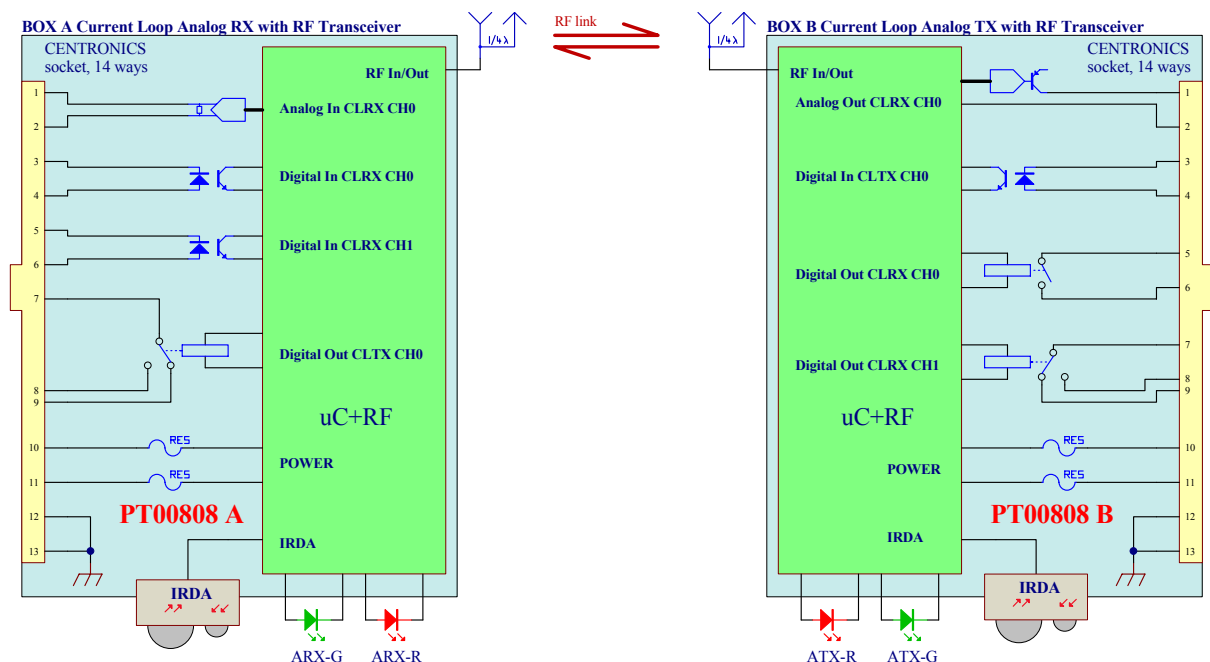 BOX A Current Loop Analog RX with RF Transceiver
CENTRONICS
socket, 14 ways
1/4 λ
RF In/Out
1
Analog In CLRX CH0
2
3
Digital In CLRX CH0
4
5
Digital In CLRX CH1
6
7
Digital Out CLTX CH0
8
9
uC+RF
10
RES
POWER
11
RES
PT00808 A
12
IRDA
13
IRDA
ARX-G
ARX-R
RF link
BOX B Current Loop Analog TX with RF Transceiver
CENTRONICS
socket, 14 ways
1/4 λ
RF In/Out
1
Analog Out CLRX CH0
2
3
Digital In CLTX CH0
4
5
Digital Out CLRX CH0
6
7
Digital Out CLRX CH1
8
9
uC+RF
RES
10
POWER
RES
11
PT00808 B
12
IRDA
13
IRDA
ATX-R
ATX-G